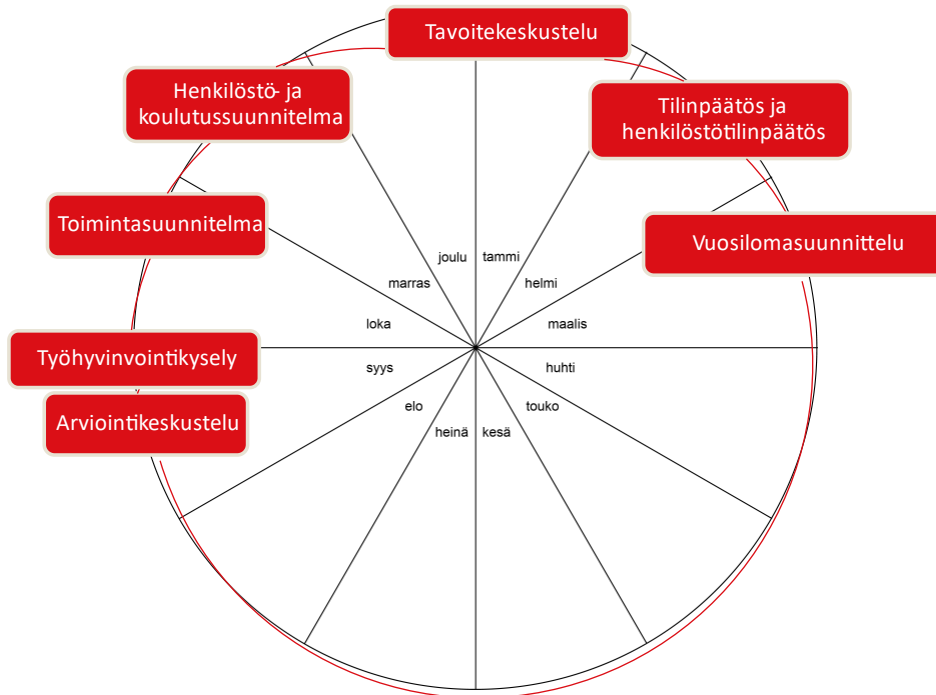 Tavoitekeskustelu
Henkilöstö- ja
koulutussuunnitelma
Tilinpäätös ja
henkilöstötilinpäätös
Toimintasuunnitelma
Vuosilomasuunnittelu
joulu
tammi
marras
helmi
loka
maalis
Työhyvinvointikysely
syys
huhti
Arviointikeskustelu
elo
touko
heinä
kesä